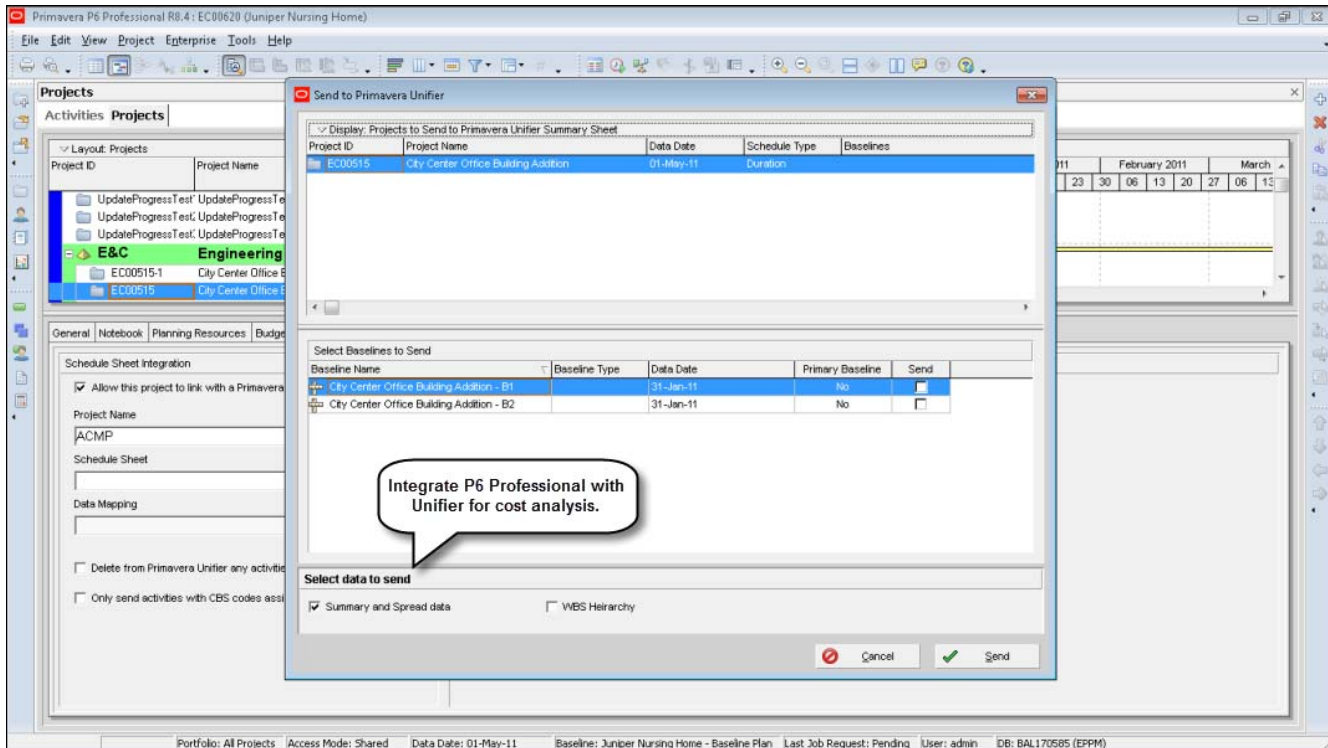 Primavera P6 Professional R8.4 : EC00620 (Juniper Nursing Home)
File Edit View Project Enterprise Tools Help
Projects
Activities Projects
Layout: Projects
Project ID Project Name
UpdateProgressTest' UpdateProgressTe
UpdateProgressTest UpdateProgressTe
UpdateProgressTest UpdateProgressTe
E&C Engineering
EC00515-1 City Center Office B
EC00515 City Center Office B
011 February 2011 March
23 30 06 13 20 27 06 13
General Notebook Planning Resources Budge
Schedule Sheet Integration
Allow this project to link with a Primavera
Project Name
ACMP
Schedule Sheet
Data Mapping
Delete from Primavera Unifier any activitie
Only send activities with CBS codes assi
Send to Primavera Unifier
Display: Projects to Send to Primavera Unifier Summary Sheet
Project ID Project Name Data Date Schedule Type Baselines
EC00515 City Center Office Building Addition 01-May-11 Duration
Select Baselines to Send
Baseline Name Baseline Type Data Date Primary Baseline Send
City Center Office Building Addition - B1 31-Jan-11 No
City Center Office Building Addition - B2 31-Jan-11 No
Integrate P6 Professional with
Unifier for cost analysis.
Select data to send
Summary and Spread data WBS Heirarchy
Cancel Send
Portfolio: All Projects Access Mode: Shared Data Date: 01-May-11 Baseline: Juniper Nursing Home - Baseline Plan Last Job Request: Pending User: admin DB: BAL170585 (EPPM)